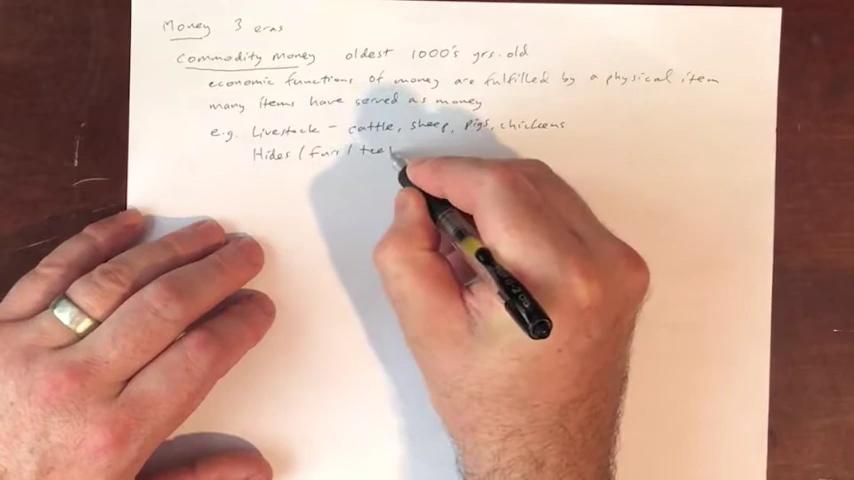 Money 3 eras
Commodity Money oldest 1000's yrs. old
economic functions of money are fulfilled by a physical item
many items have served as money
e.g. Livestock - cattle, sheep, pigs, chickens
Hides / Furs /